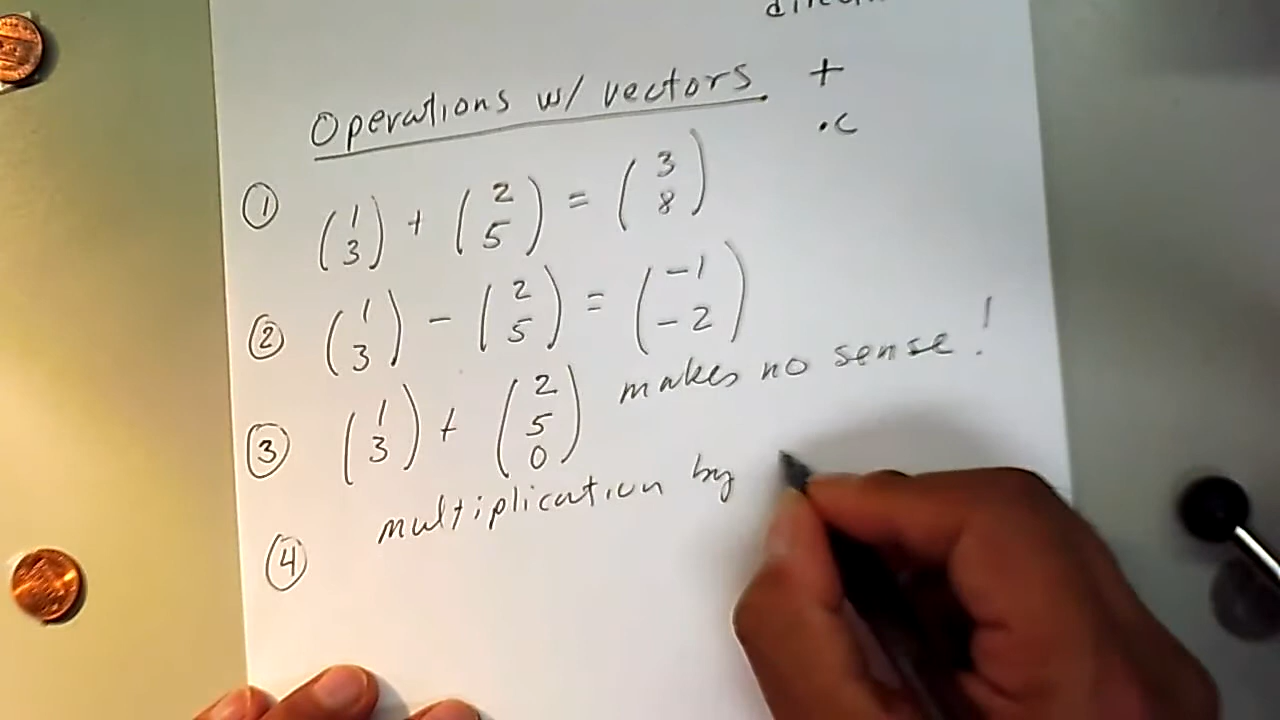 Operations w/ vectors. +
.c
① (1 3) + (2 5) = (3 8)
② (1 3) - (2 5) = (-1 -2)
③ (1 3) + (2 5 0) makes no sense!
④ multiplication by